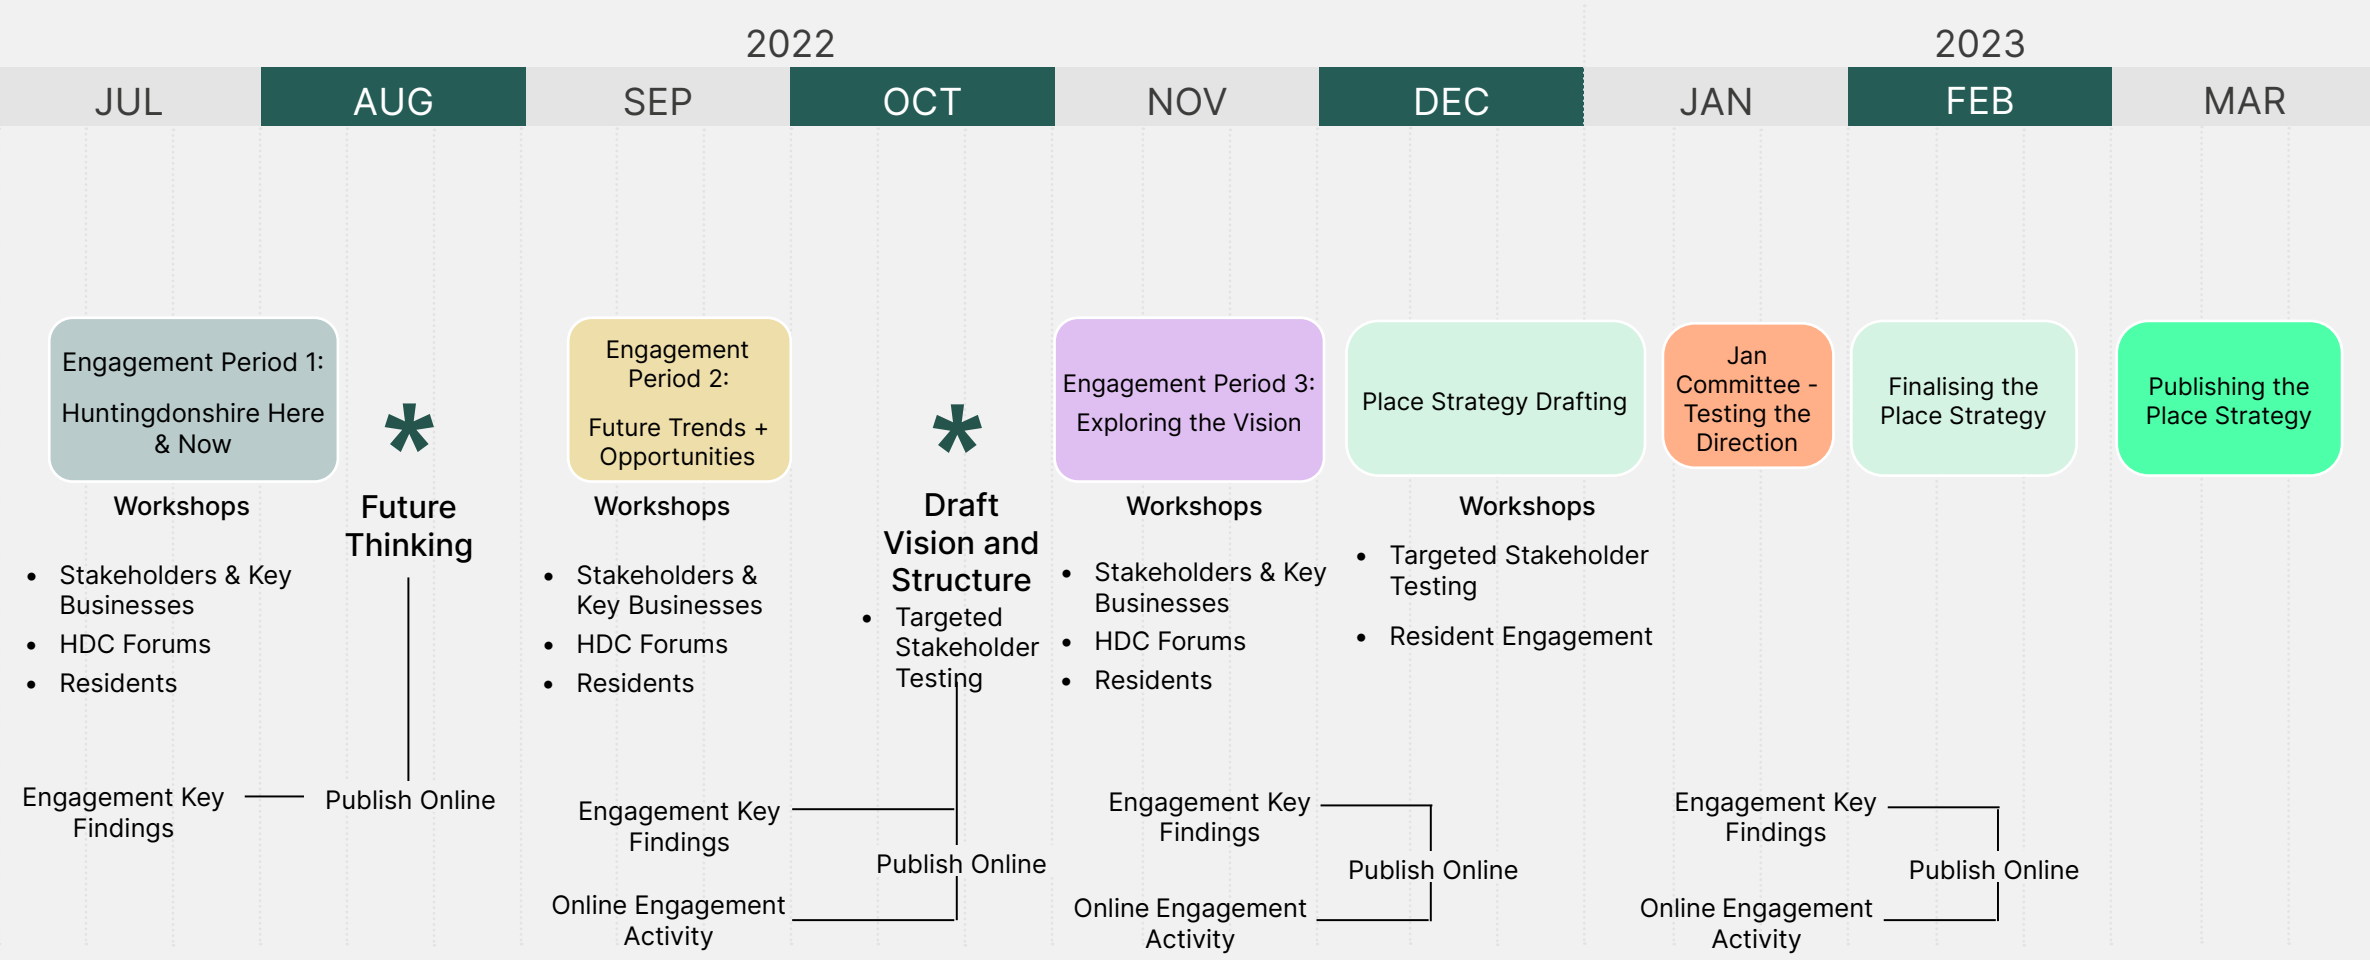 2022
2023
JUL
AUG
SEP
OCT
NOV
DEC
JAN
FEB
MAR
Engagement Period 1:
Huntingdonshire Here
& Now
Workshops
• Stakeholders & Key
Businesses
• HDC Forums
• Residents
Engagement Key
Findings
*
Future
Thinking
Publish Online
Engagement
Period 2:
Future Trends +
Opportunities
Workshops
• Stakeholders &
Key Businesses
• HDC Forums
• Residents
Engagement Key
Findings
Online Engagement
Activity
*
Draft
Vision and
Structure
• Targeted
Stakeholder
Testing
Publish Online
Engagement Period 3:
Exploring the Vision
Workshops
• Stakeholders & Key
Businesses
• HDC Forums
• Residents
Engagement Key
Findings
Online Engagement
Activity
Place Strategy Drafting
Workshops
• Targeted Stakeholder
Testing
• Resident Engagement
Publish Online
Jan
Committee -
Testing the
Direction
Engagement Key
Findings
Online Engagement
Activity
Finalising the
Place Strategy
Publish Online
Publishing the
Place Strategy